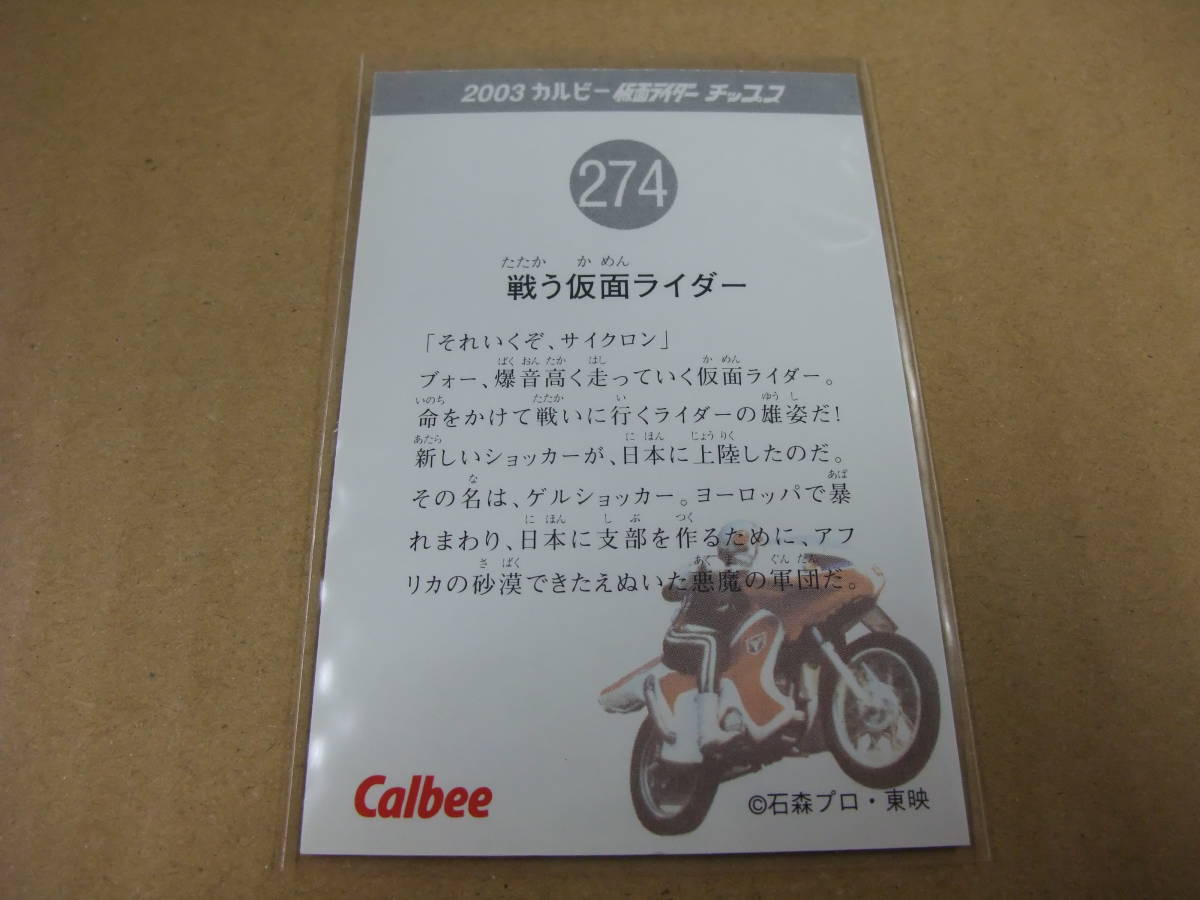 2003 カルビー 仮面ライダー チップス
274
たたか か めん
戦う仮面ライダー
「それいくぞ、サイクロン」
ばく おん たか はし か めん
ブォー、爆音高く走っていく仮面ライダー。
いのち たたか い ゆう し
命をかけて戦いに行くライダーの雄姿だ!
あたら に ほん じょう りく
新しいショッカーが、日本に上陸したのだ。
な あば
その名は、ゲルショッカー。ヨーロッパで暴
に ほん し ぶ つく
れまわり、日本に支部を作るために、アフ
さ ばく あく ま ぐん だん
リカの砂漠できたえぬいた悪魔の軍団だ。
Calbee
©石森プロ・東映